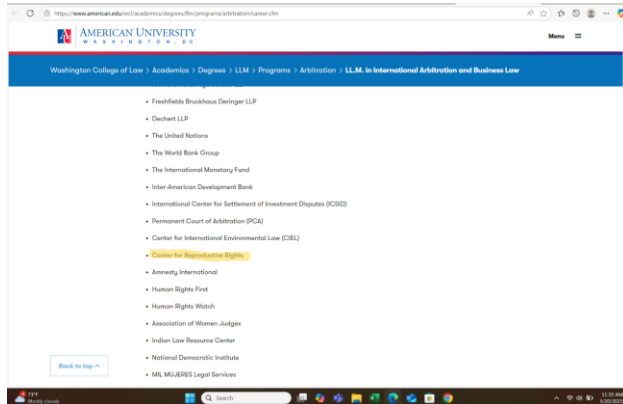 https://www.american.edu/wcl/academics/degrees/llm/programs/arbitration/career.cfm
AMERICAN UNIVERSITY
WASHINGTON, DC
Menu
Washington College of Law > Academics > Degrees > LLM > Programs > Arbitration > LL.M. in International Arbitration and Business Law
• Freshfields Bruckhaus Deringer LLP
• Dechert LLP
• The United Nations
• The World Bank Group
• The International Monetary Fund
• Inter-American Development Bank
• International Center for Settlement of Investment Disputes (ICSID)
• Permanent Court of Arbitration (PCA)
• Center for International Environmental Law (CIEL)
• Center for Reproductive Rights
• Amnesty International
• Human Rights First
• Human Rights Watch
• Association of Women Judges
• Indian Law Resource Center
• National Democratic Institute
• MIL MUJERES Legal Services
Back to top
Mostly cloudy
Search
11:35 AM